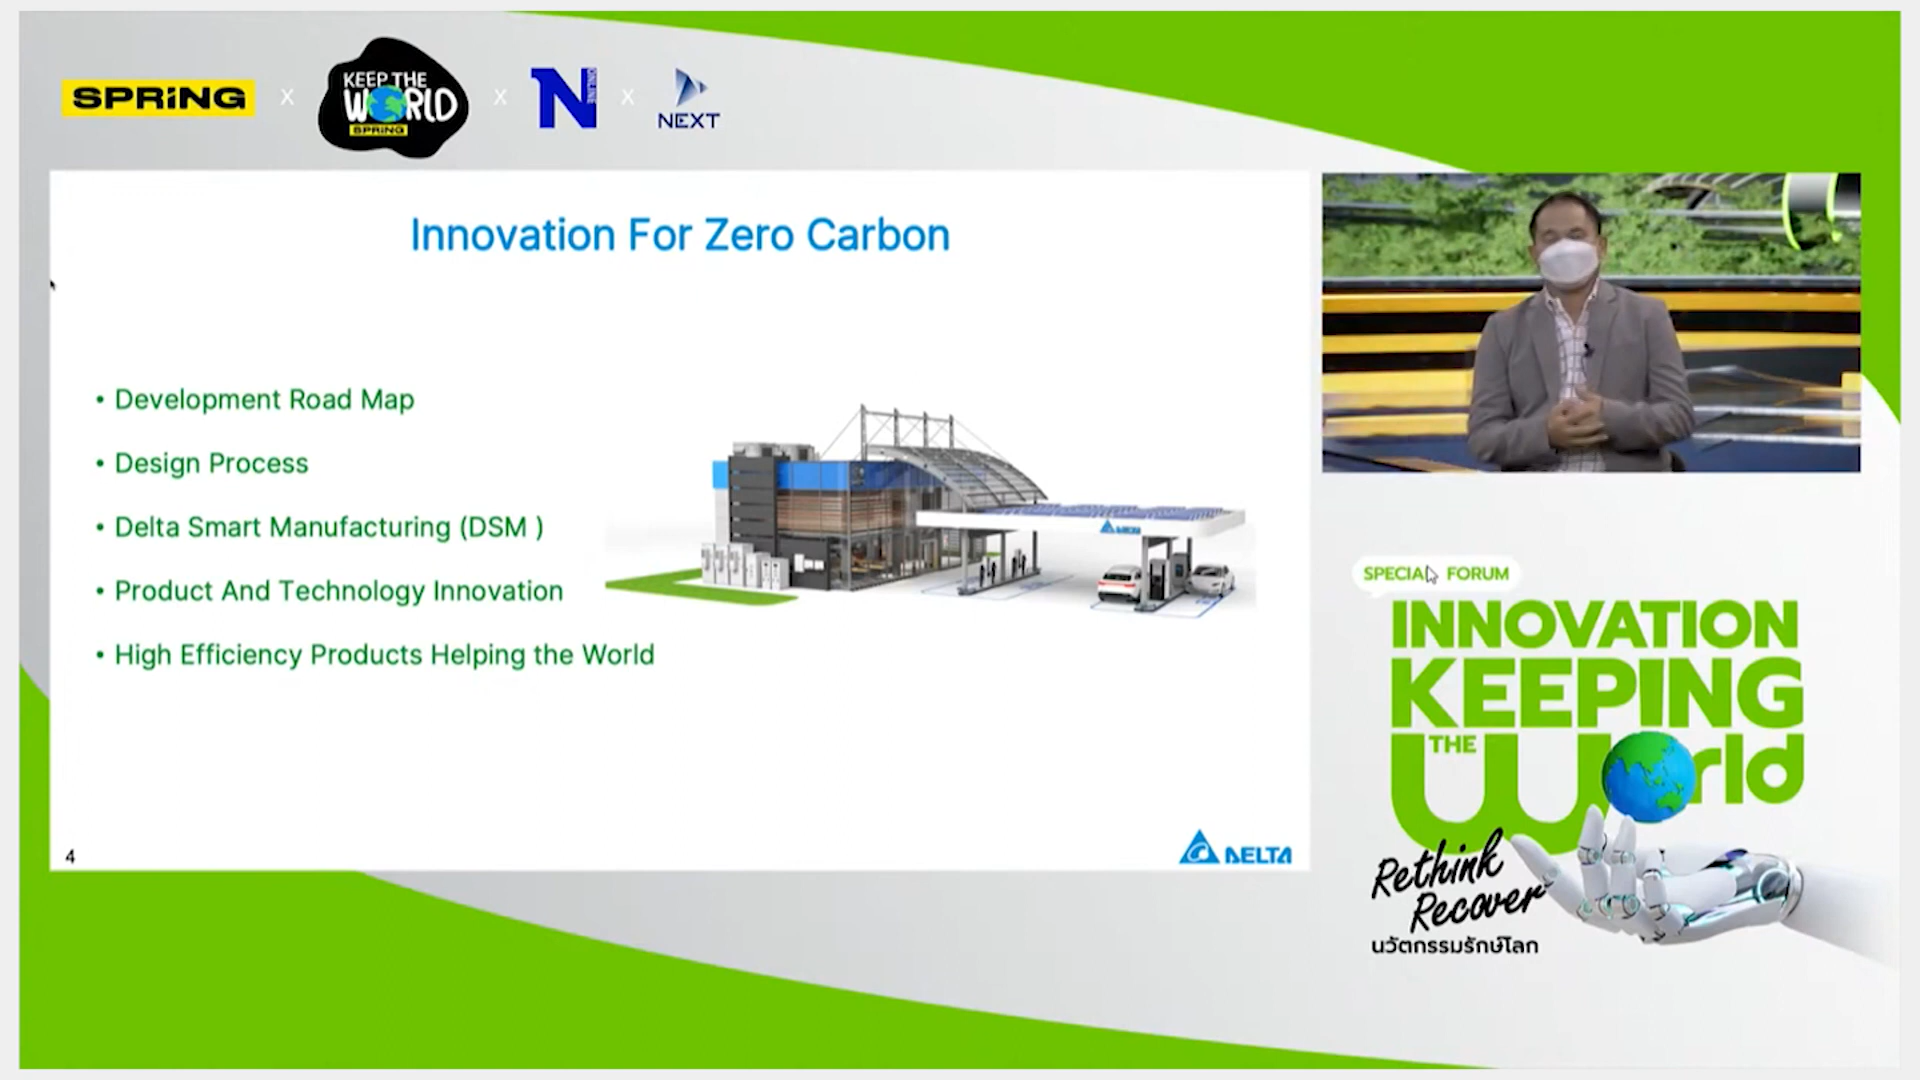 SPRiNG
x
KEEP THE
WORLD
SPRiNG
x
N
ONLINE
x
NEXT
Innovation For Zero Carbon
• Development Road Map
• Design Process
• Delta Smart Manufacturing (DSM )
• Product And Technology Innovation
• High Efficiency Products Helping the World
DELTA
4
DELTA
SPECIAL FORUM
INNOVATION
KEEPING
THE
World
Rethink
Recover
นวัตกรรมรักษ์โลก